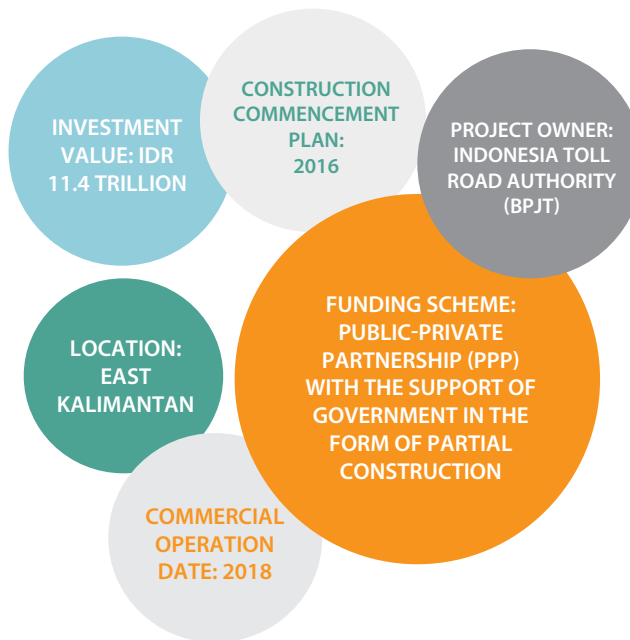 INVESTMENT
VALUE: IDR
11.4 TRILLION
CONSTRUCTION
COMMENCEMENT
PLAN:
2016
PROJECT OWNER:
INDONESIA TOLL
ROAD AUTHORITY
(BPJT)
LOCATION:
EAST
KALIMANTAN
FUNDING SCHEME:
PUBLIC-PRIVATE
PARTNERSHIP (PPP)
WITH THE SUPPORT OF
GOVERNMENT IN THE
FORM OF PARTIAL
CONSTRUCTION
COMMERCIAL
OPERATION
DATE: 2018